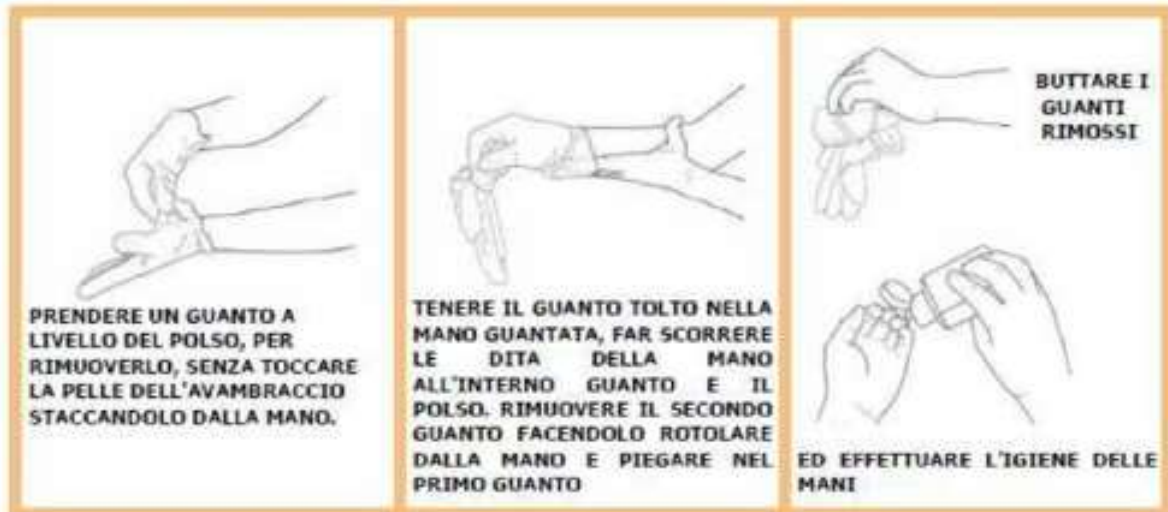 PRENDERE UN GUANTO A
LIVELLO DEL POLSO, PER
RIMUOVERLO, SENZA TOCCARE
LA PELLE DELL'AVAMBRACCIO
STACCANDOLO DALLA MANO.
TENERE IL GUANTO TOLTO NELLA
MANO GUANTATA, FAR SCORRERE
LE DITA DELLA MANO
ALL'INTERNO GUANTO E IL
POLSO. RIMUOVERE IL SECONDO
GUANTO FACENDOLO ROTOLARE
DALLA MANO E PIEGARE NEL
PRIMO GUANTO
BUTTARE I
GUANTI
RIMOSSI
ED EFFETTUARE L'IGIENE DELLE
MANI